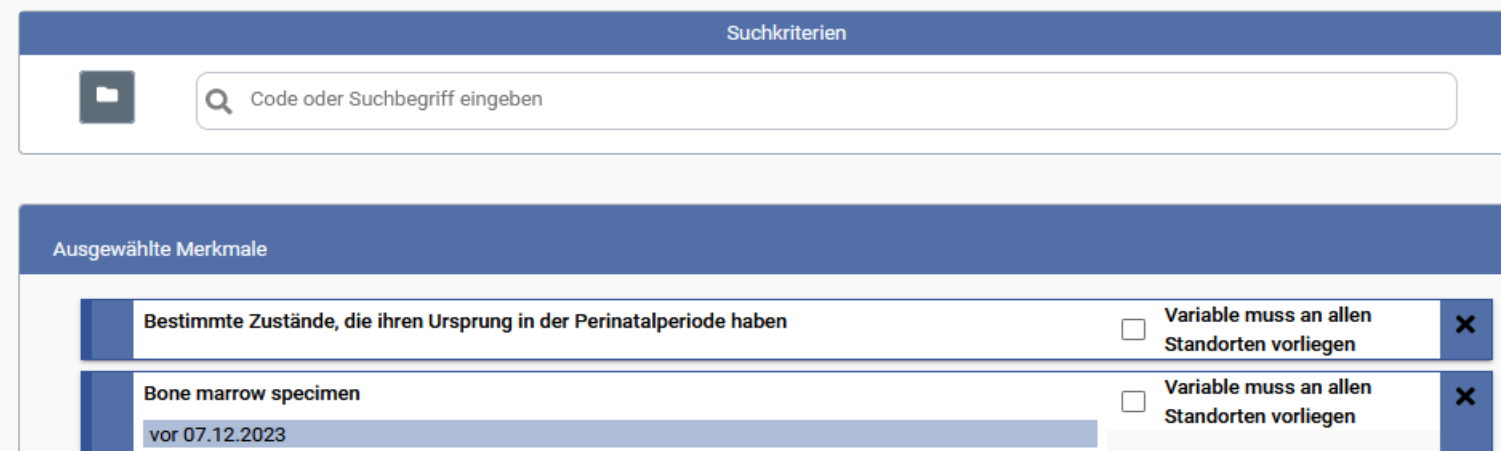 Suchkriterien
Code oder Suchbegriff eingeben
Ausgewählte Merkmale
Bestimmte Zustände, die ihren Ursprung in der Perinatalperiode haben
Variable muss an allen
Standorten vorliegen
Bone marrow specimen
Variable muss an allen
Standorten vorliegen
vor 07.12.2023